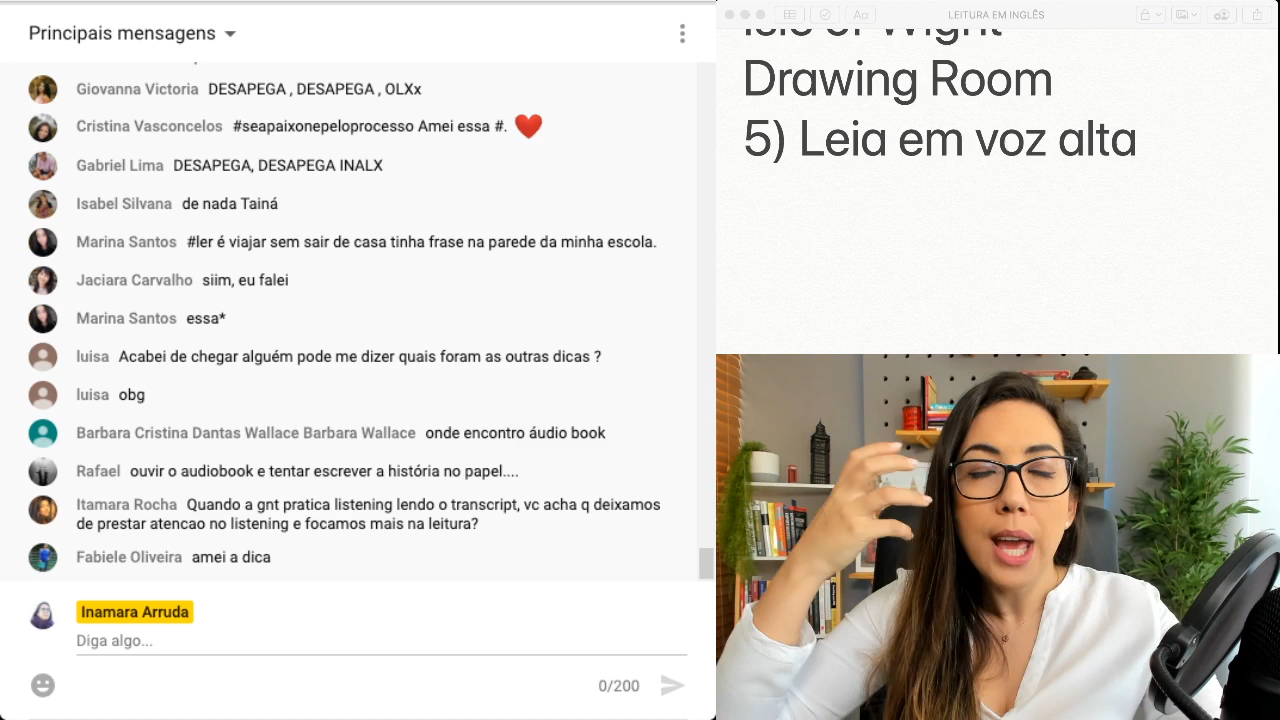 Principais mensagens
Giovanna Victoria DESAPEGA , DESAPEGA , OLXx
Cristina Vasconcelos #seapaixonepeloprocesso Amei essa #. ❤️
Gabriel Lima DESAPEGA, DESAPEGA INALX
Isabel Silvana de nada Tainá
Marina Santos #ler é viajar sem sair de casa tinha frase na parede da minha escola.
Jaciara Carvalho siim, eu falei
Marina Santos essa*
luisa Acabei de chegar alguém pode me dizer quais foram as outras dicas ?
luisa obg
Barbara Cristina Dantas Wallace Barbara Wallace onde encontro áudio book
Rafael ouvir o audiobook e tentar escrever a história no papel....
Itamara Rocha Quando a gnt pratica listening lendo o transcript, vc acha q deixamos
de prestar atencao no listening e focamos mais na leitura?
Fabiele Oliveira amei a dica
Inamara Arruda
Diga algo...
0/200
Aa
LEITURA EM INGLÊS
Isle of Wight
Drawing Room
5) Leia em voz alta